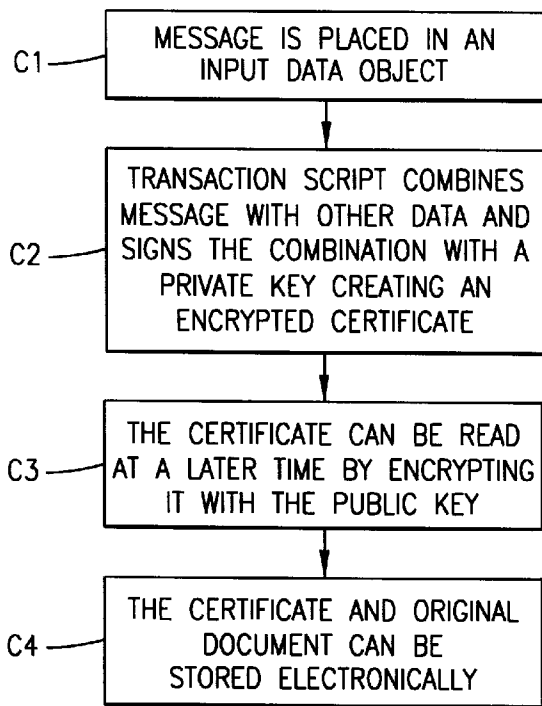 C1
MESSAGE IS PLACED IN AN
INPUT DATA OBJECT
C2
TRANSACTION SCRIPT COMBINES
MESSAGE WITH OTHER DATA AND
SIGNS THE COMBINATION WITH A
PRIVATE KEY CREATING AN
ENCRYPTED CERTIFICATE
C3
THE CERTIFICATE CAN BE READ
AT A LATER TIME BY ENCRYPTING
IT WITH THE PUBLIC KEY
C4
THE CERTIFICATE AND ORIGINAL
DOCUMENT CAN BE
STORED ELECTRONICALLY